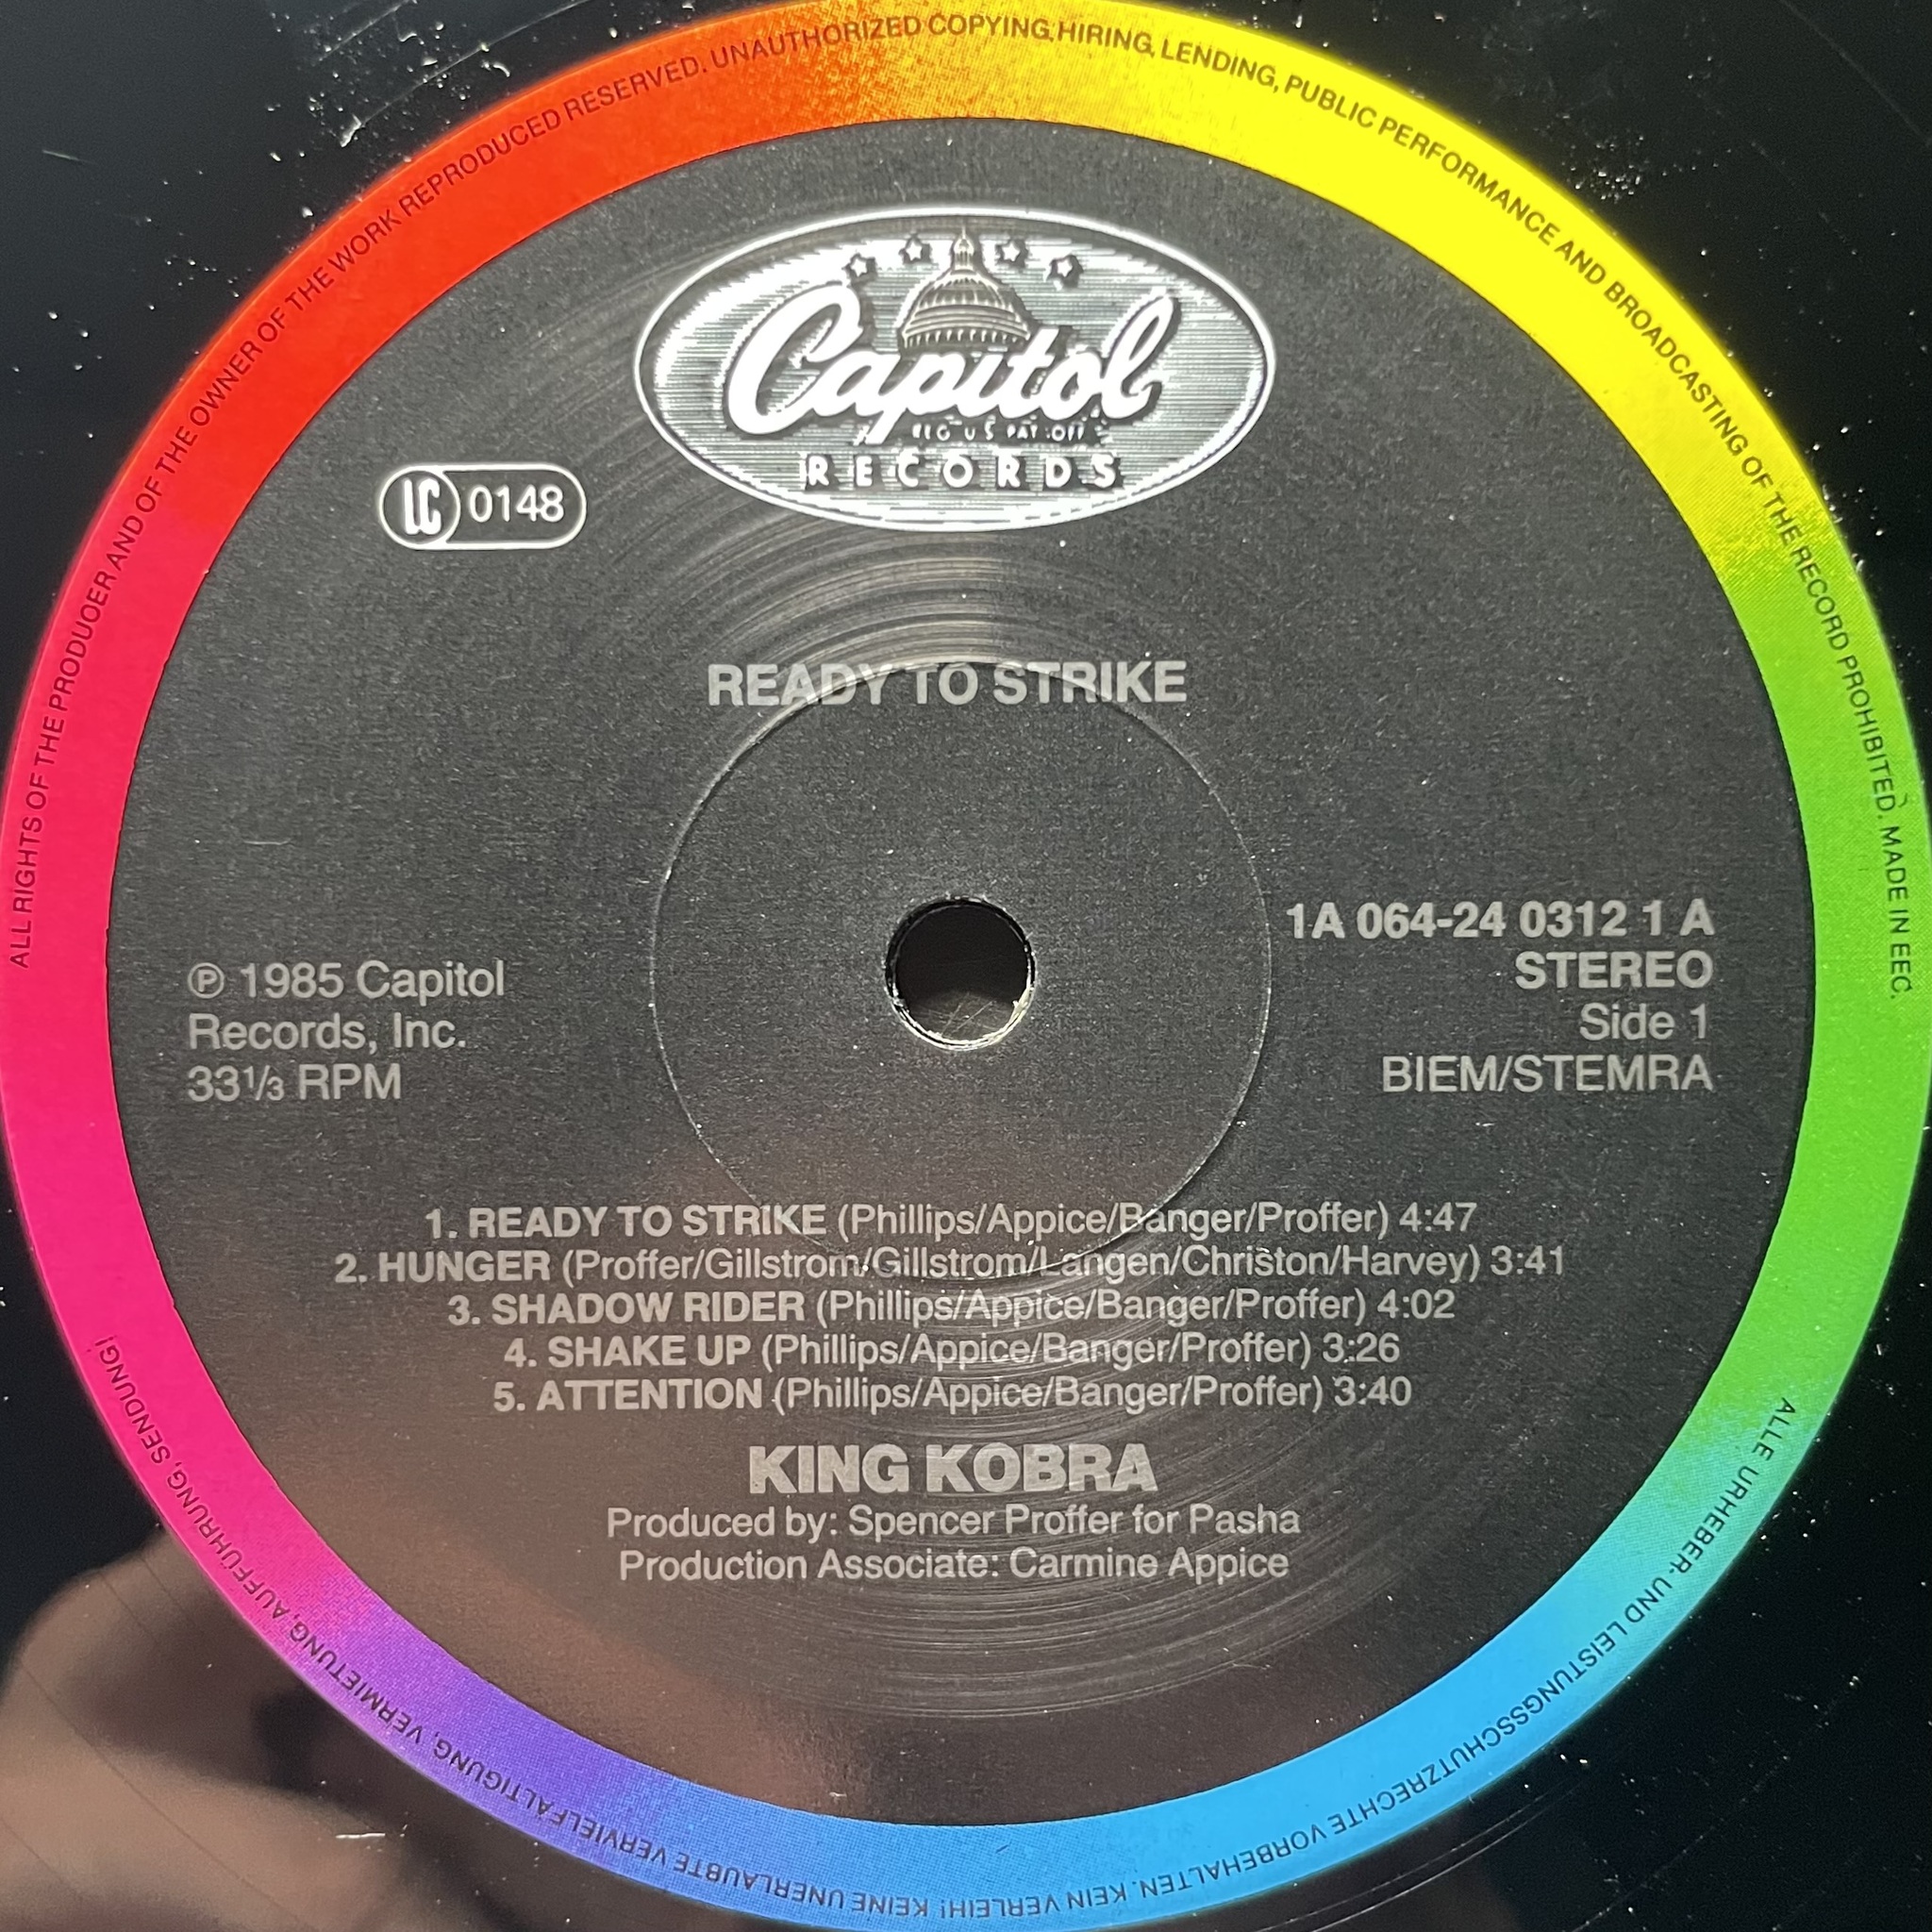 ALL RIGHTS OF THE PRODUOER AND OF THE OWNER OF THE WORK REPRODUCED RESERVED. UNAUTHORIZED COPYING, HIRING, LENDING, PUBLIC PERFORMANCE AND BROADCASTING OF THE RECORD PROHIBITED. MADE IN EEC.
Capitol
REG U S PAT OFF
RECORDS
LC 0148
READY TO STRIKE
℗ 1985 Capitol
Records, Inc.
33⅓ RPM
1A 064-24 0312 1 A
STEREO
Side 1
BIEM/STEMRA
1. READY TO STRIKE (Phillips/Appice/Banger/Proffer) 4:47
2. HUNGER (Proffer/Gillstrom/Gillstrom/Langen/Christon/Harvey) 3:41
3. SHADOW RIDER (Phillips/Appice/Banger/Proffer) 4:02
4. SHAKE UP (Phillips/Appice/Banger/Proffer) 3:26
5. ATTENTION (Phillips/Appice/Banger/Proffer) 3:40
KING KOBRA
Produced by: Spencer Proffer for Pasha
Production Associate: Carmine Appice
ALLE URHEBER- UND LEISTUNGSSCHUTZRECHTE VORBEHALTEN. KEIN VERLEIH! KEINE UNERLAUBTE VERVIELFÄLTIGUNG, VERMIETUNG, AUFFÜHRUNG, SENDUNG!